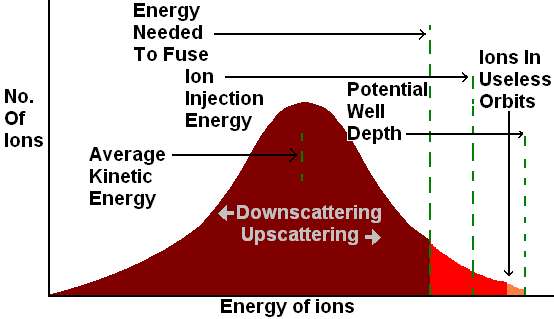 Energy
Needed
To Fuse
Ion
Injection
Energy
Potential
Well
Depth
Ions In
Useless
Orbits
No.
Of
Ions
Average
Kinetic
Energy
Downscattering
Upscattering
Energy of ions